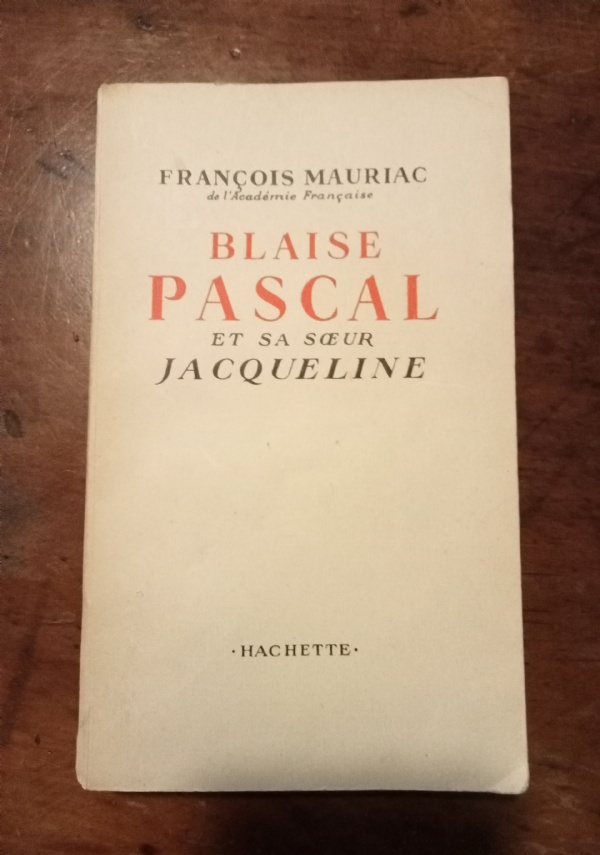 FRANÇOIS MAURIAC
de l'Académie Française
BLAISE
PASCAL
ET SA SŒUR
JACQUELINE
·HACHETTE·